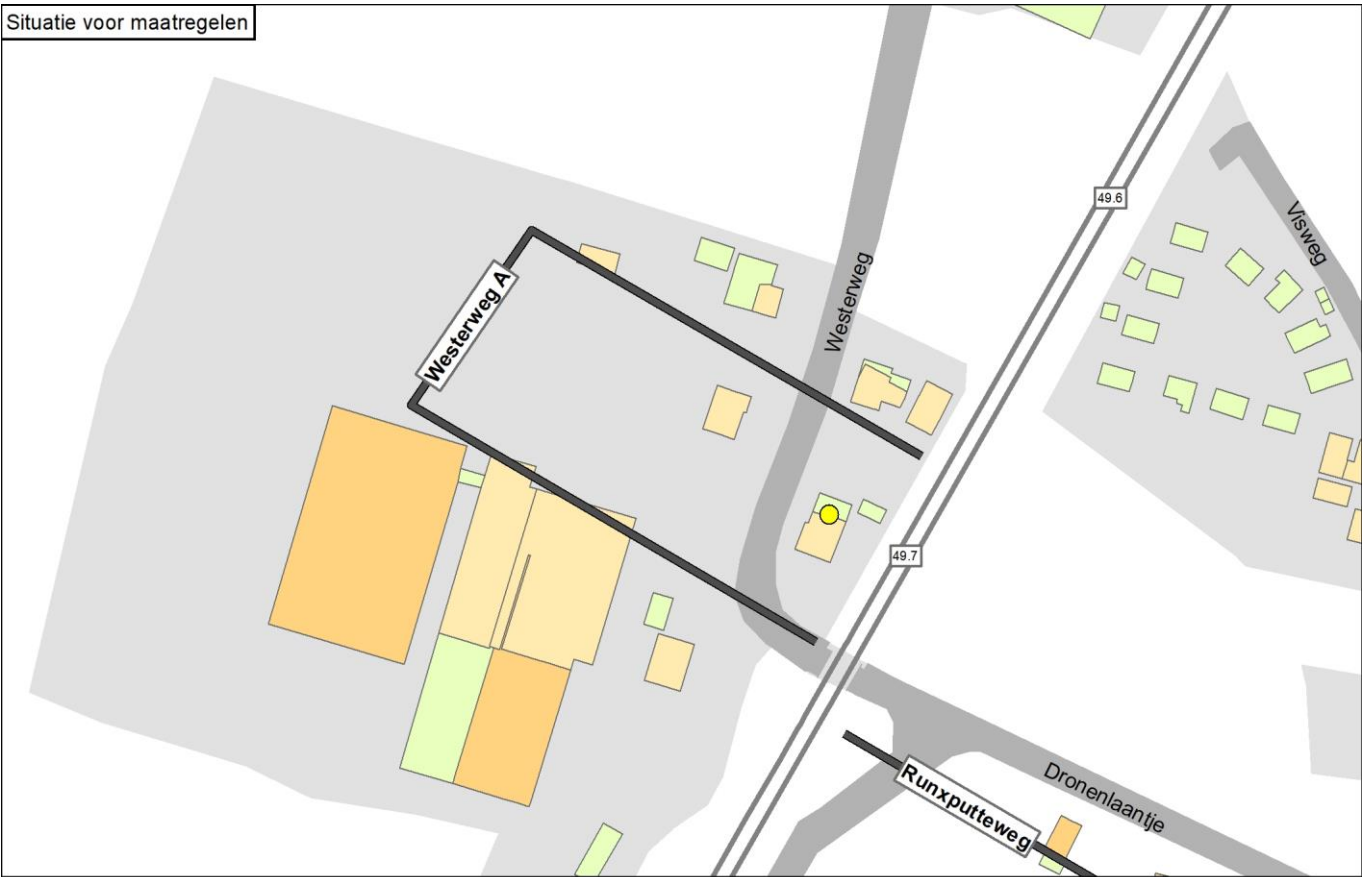 Situatie voor maatregelen
49.6
Visweg
Westerweg
Westerweg A
49.7
Dronenlaantje
Runxputteweg